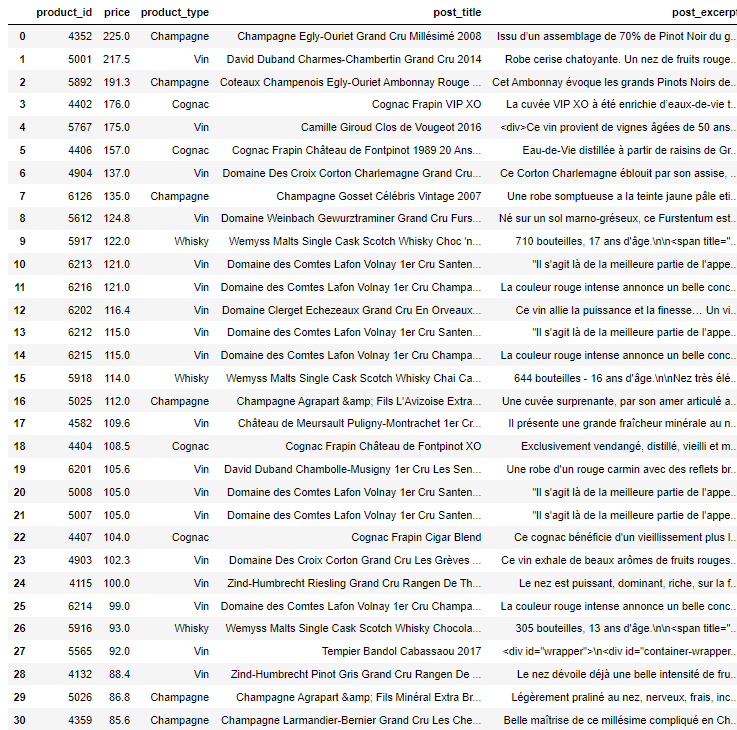 product_id price product_type post_title post_excerpt
0 4352 225.0 Champagne Champagne Egly-Ouriet Grand Cru Millésimé 2008 Issu d'un assemblage de 70% de Pinot Noir du g...
1 5001 217.5 Vin David Duband Charmes-Chambertin Grand Cru 2014 Robe cerise chatoyante. Un nez de fruits rouge...
2 5892 191.3 Champagne Coteaux Champenois Egly-Ouriet Ambonnay Rouge ... Cet Ambonnay évoque les grands Pinots Noirs de...
3 4402 176.0 Cognac Cognac Frapin VIP XO La cuvée VIP XO à été enrichie d'eaux-de-vie t...
4 5767 175.0 Vin Camille Giroud Clos de Vougeot 2016 <div>Ce vin provient de vignes âgées de 50 ans...
5 4406 157.0 Cognac Cognac Frapin Château de Fontpinot 1989 20 Ans... Eau-de-Vie distillée à partir de raisins de Gr...
6 4904 137.0 Vin Domaine Des Croix Corton Charlemagne Grand Cru... Ce Corton Charlemagne éblouit par son assise, ...
7 6126 135.0 Champagne Champagne Gosset Célébris Vintage 2007 Une robe somptueuse a la teinte jaune pâle eti...
8 5612 124.8 Vin Domaine Weinbach Gewurztraminer Grand Cru Furs... Né sur un sol marno-gréseux, ce Furstentum est...
9 5917 122.0 Whisky Wemyss Malts Single Cask Scotch Whisky Choc 'n... 710 bouteilles, 17 ans d'âge.\n\n<span title="...
10 6213 121.0 Vin Domaine des Comtes Lafon Volnay 1er Cru Santen... "Il s'agit là de la meilleure partie de l'appe...
11 6216 121.0 Vin Domaine des Comtes Lafon Volnay 1er Cru Champa... La couleur rouge intense annonce un belle conc...
12 6202 116.4 Vin Domaine Clerget Echezeaux Grand Cru En Orveaux... Ce vin allie la puissance et la finesse... Un vi...
13 6212 115.0 Vin Domaine des Comtes Lafon Volnay 1er Cru Santen... "Il s'agit là de la meilleure partie de l'appe...
14 6215 115.0 Vin Domaine des Comtes Lafon Volnay 1er Cru Champa... La couleur rouge intense annonce un belle conc...
15 5918 114.0 Whisky Wemyss Malts Single Cask Scotch Whisky Chai Ca... 644 bouteilles - 16 ans d'âge.\n\nNez très élé...
16 5025 112.0 Champagne Champagne Agrapart &amp; Fils L'Avizoise Extra... Une cuvée surprenante, par son amer articulé a...
17 4582 109.6 Vin Château de Meursault Puligny-Montrachet 1er Cr... Il présente une grande fraîcheur minérale au n...
18 4404 108.5 Cognac Cognac Frapin Château de Fontpinot XO Exclusivement vendangé, distillé, vieilli et m...
19 6201 105.6 Vin David Duband Chambolle-Musigny 1er Cru Les Sen... Une robe d'un rouge carmin avec des reflets br...
20 5008 105.0 Vin Domaine des Comtes Lafon Volnay 1er Cru Santen... "Il s'agit là de la meilleure partie de l'appe...
21 5007 105.0 Vin Domaine des Comtes Lafon Volnay 1er Cru Santen... "Il s'agit là de la meilleure partie de l'appe...
22 4407 104.0 Cognac Cognac Frapin Cigar Blend Ce cognac bénéficie d'un vieillissement plus l...
23 4903 102.3 Vin Domaine Des Croix Corton Grand Cru Les Grèves ... Ce vin exhale de beaux arômes de fruits rouges...
24 4115 100.0 Vin Zind-Humbrecht Riesling Grand Cru Rangen De Th... Le nez est puissant, dominant, riche, sur la f...
25 6214 99.0 Vin Domaine des Comtes Lafon Volnay 1er Cru Champa... La couleur rouge intense annonce un belle conc...
26 5916 93.0 Whisky Wemyss Malts Single Cask Scotch Whisky Chocola... 305 bouteilles, 13 ans d'âge.\n\n<span title="...
27 5565 92.0 Vin Tempier Bandol Cabassaou 2017 <div id="wrapper">\n<div id="container-wrapper...
28 4132 88.4 Vin Zind-Humbrecht Pinot Gris Grand Cru Rangen De ... Le nez dévoile déjà une belle intensité de fru...
29 5026 86.8 Champagne Champagne Agrapart &amp; Fils Minéral Extra Br... Légèrement praliné au nez, nerveux, frais, inc...
30 4359 85.6 Champagne Champagne Larmandier-Bernier Grand Cru Les Che... Belle maîtrise de ce millésime compliqué en Ch...